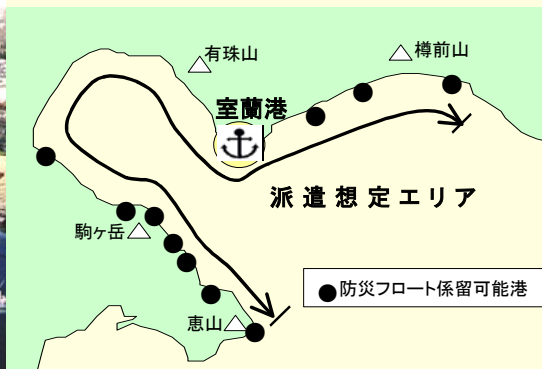 有珠山
樽前山
室蘭港
派遣想定エリア
駒ヶ岳
●防災フロート係留可能港
恵山